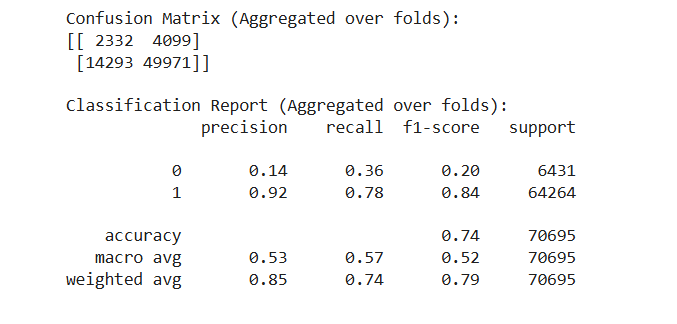 Confusion Matrix (Aggregated over folds):
[[ 2332  4099]
 [14293 49971]]
Classification Report (Aggregated over folds):
              precision    recall  f1-score   support
           0       0.14      0.36      0.20      6431
           1       0.92      0.78      0.84     64264
    accuracy                           0.74     70695
   macro avg       0.53      0.57      0.52     70695
weighted avg       0.85      0.74      0.79     70695